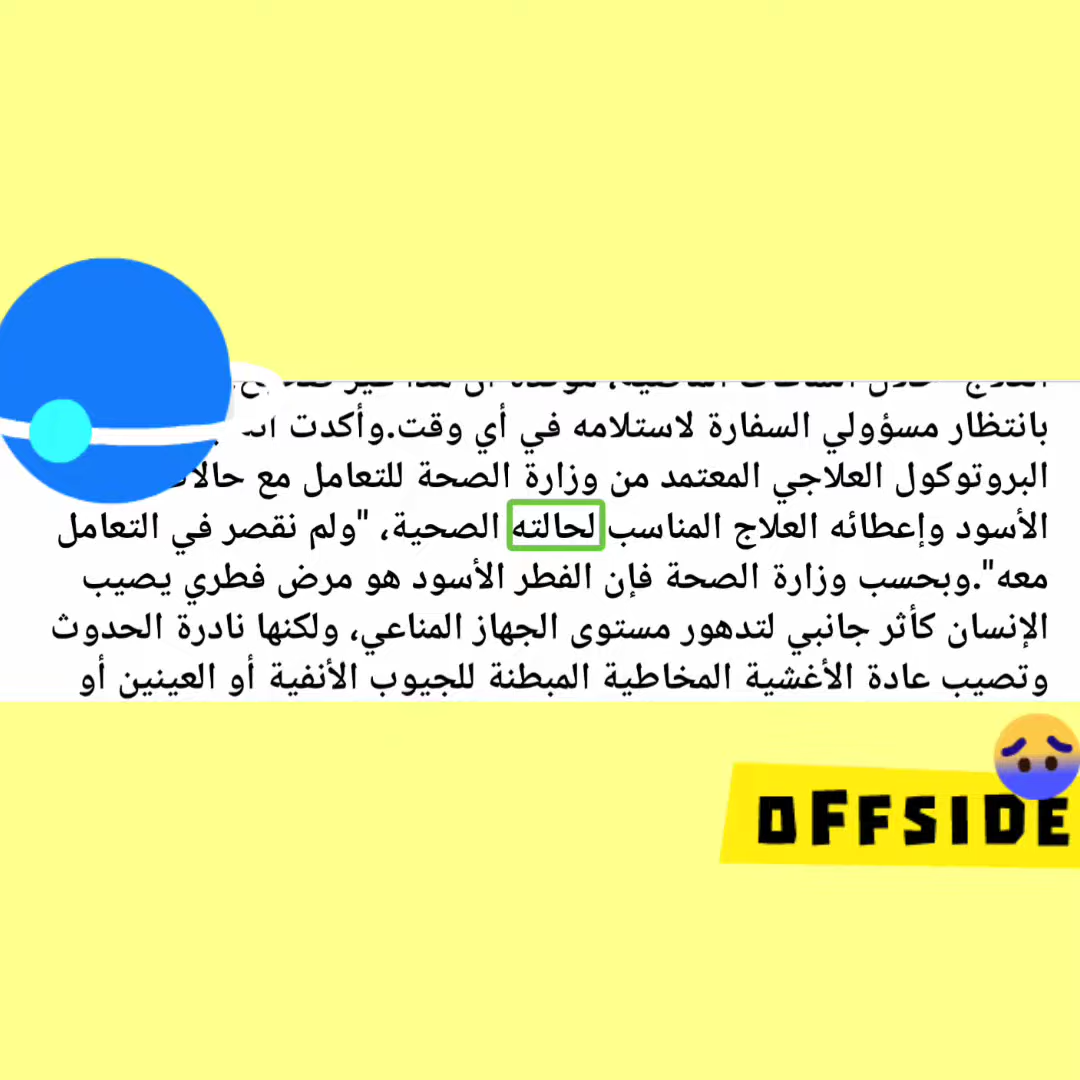 بانتظار مسؤولي السفارة لاستلامه في أي وقت.وأكدت
البروتوكول العلاجي المعتمد من وزارة الصحة للتعامل مع
الأسود وإعطائه العلاج المناسب لحالته الصحية، "ولم نقصر في التعامل
معه".وبحسب وزارة الصحة فإن الفطر الأسود هو مرض فطري يصيب
الإنسان كأثر جانبي لتدهور مستوى الجهاز المناعي، ولكنها نادرة الحدوث
وتصيب عادة الأغشية المخاطية المبطنة للجيوب الأنفية أو العينين أو
OFFSIDE